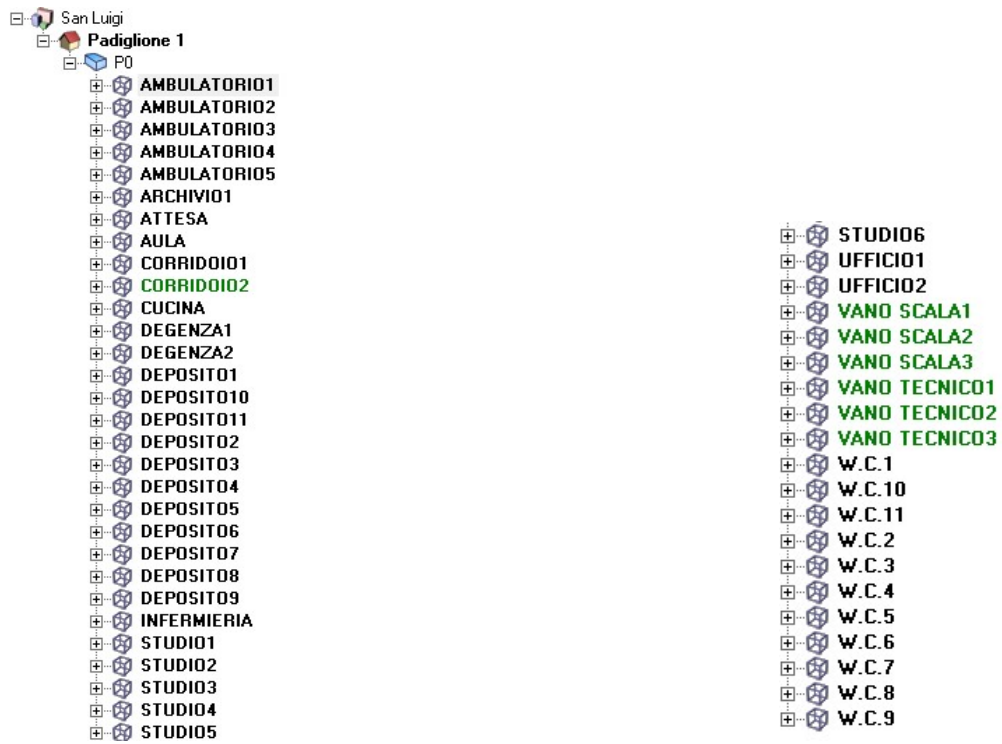 San Luigi
Padiglione 1
P0
AMBULATORIO1
AMBULATORIO2
AMBULATORIO3
AMBULATORIO4
AMBULATORIO5
ARCHIVIO1
ATTESA
AULA
CORRIDOIO1
CORRIDOIO2
CUCINA
DEGENZA1
DEGENZA2
DEPOSITO1
DEPOSITO10
DEPOSITO11
DEPOSITO2
DEPOSITO3
DEPOSITO4
DEPOSITO5
DEPOSITO6
DEPOSITO7
DEPOSITO8
DEPOSITO9
INFERMIERIA
STUDIO1
STUDIO2
STUDIO3
STUDIO4
STUDIO5
STUDIO6
UFFICIO1
UFFICIO2
VANO SCALA1
VANO SCALA2
VANO SCALA3
VANO TECNICO1
VANO TECNICO2
VANO TECNICO3
W.C.1
W.C.10
W.C.11
W.C.2
W.C.3
W.C.4
W.C.5
W.C.6
W.C.7
W.C.8
W.C.9